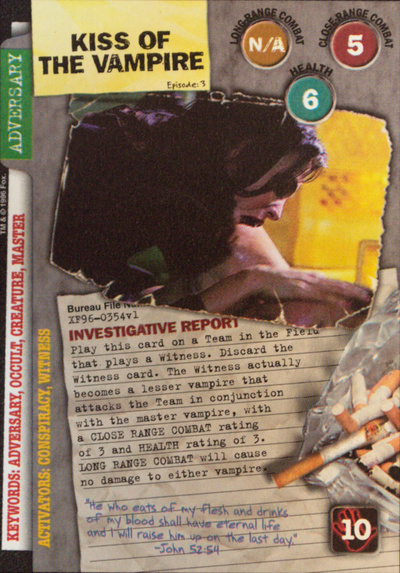 KISS OF
THE VAMPIRE
Episode: 3
LONG-RANGE COMBAT
N/A
CLOSE-RANGE COMBAT
5
HEALTH
6
ADVERSARY
TM & © 1996 Fox.
KEYWORDS: ADVERSARY, OCCULT, CREATURE, MASTER
ACTIVATORS: CONSPIRACY, WITNESS
Bureau File
XF96-0354v1
INVESTIGATIVE REPORT
Play this card on a Team in the Field
that plays a Witness. Discard the
Witness card. The Witness actually
becomes a lesser vampire that
attacks the Team in conjunction
with the master vampire, with
a CLOSE RANGE COMBAT rating
of 3 and HEALTH rating of 3.
LONG RANGE COMBAT will cause
no damage to either vampire.
"He who eats of my flesh and drinks
of my blood shall have eternal life
and I will raise him up on the last day."
-John 52:54
10